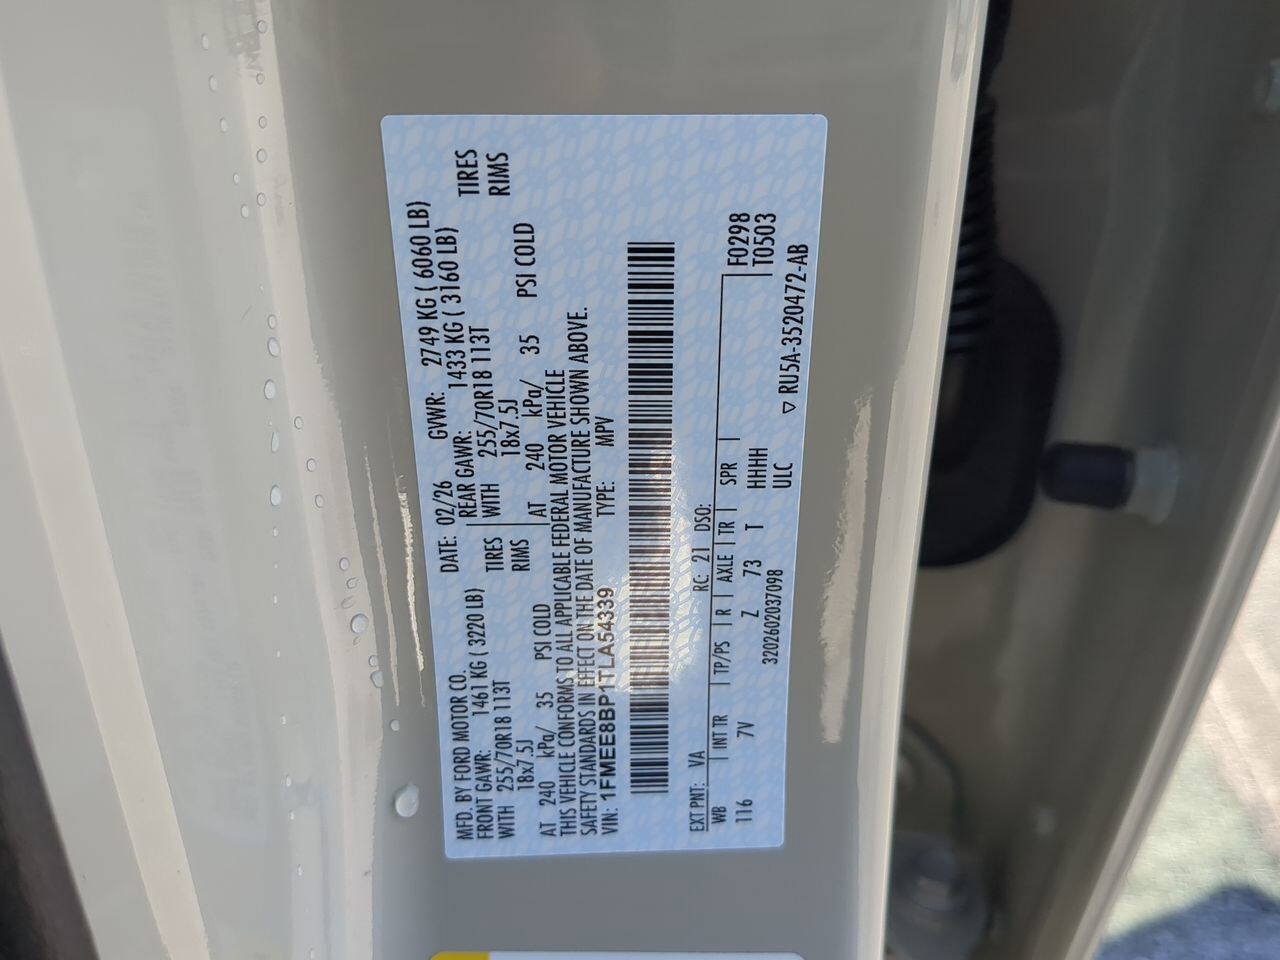 MFD. BY FORD MOTOR CO.
DATE: 02/26 GVWR: 2749 KG ( 6060 LB)
FRONT GAWR: 1461 KG ( 3220 LB)
REAR GAWR: 1433 KG ( 3160 LB)
WITH 255/70R18 113T TIRES
WITH 255/70R18 113T TIRES
18x7.5J RIMS
18x7.5J RIMS
AT 240 kPa/ 35 PSI COLD
AT 240 kPa/ 35 PSI COLD
THIS VEHICLE CONFORMS TO ALL APPLICABLE FEDERAL MOTOR VEHICLE
SAFETY STANDARDS IN EFFECT ON THE DATE OF MANUFACTURE SHOWN ABOVE.
VIN: 1FMEE8BP1TLA54339 TYPE: MPV
EXT PNT: VA RC: 21 DSO:
F0298
WB | INT TR | TP/PS | R | AXLE | TR | SPR |
T0503
116 7V Z 73 T HHHH
3202602037098 ULC
▽ RU5A-3520472-AB